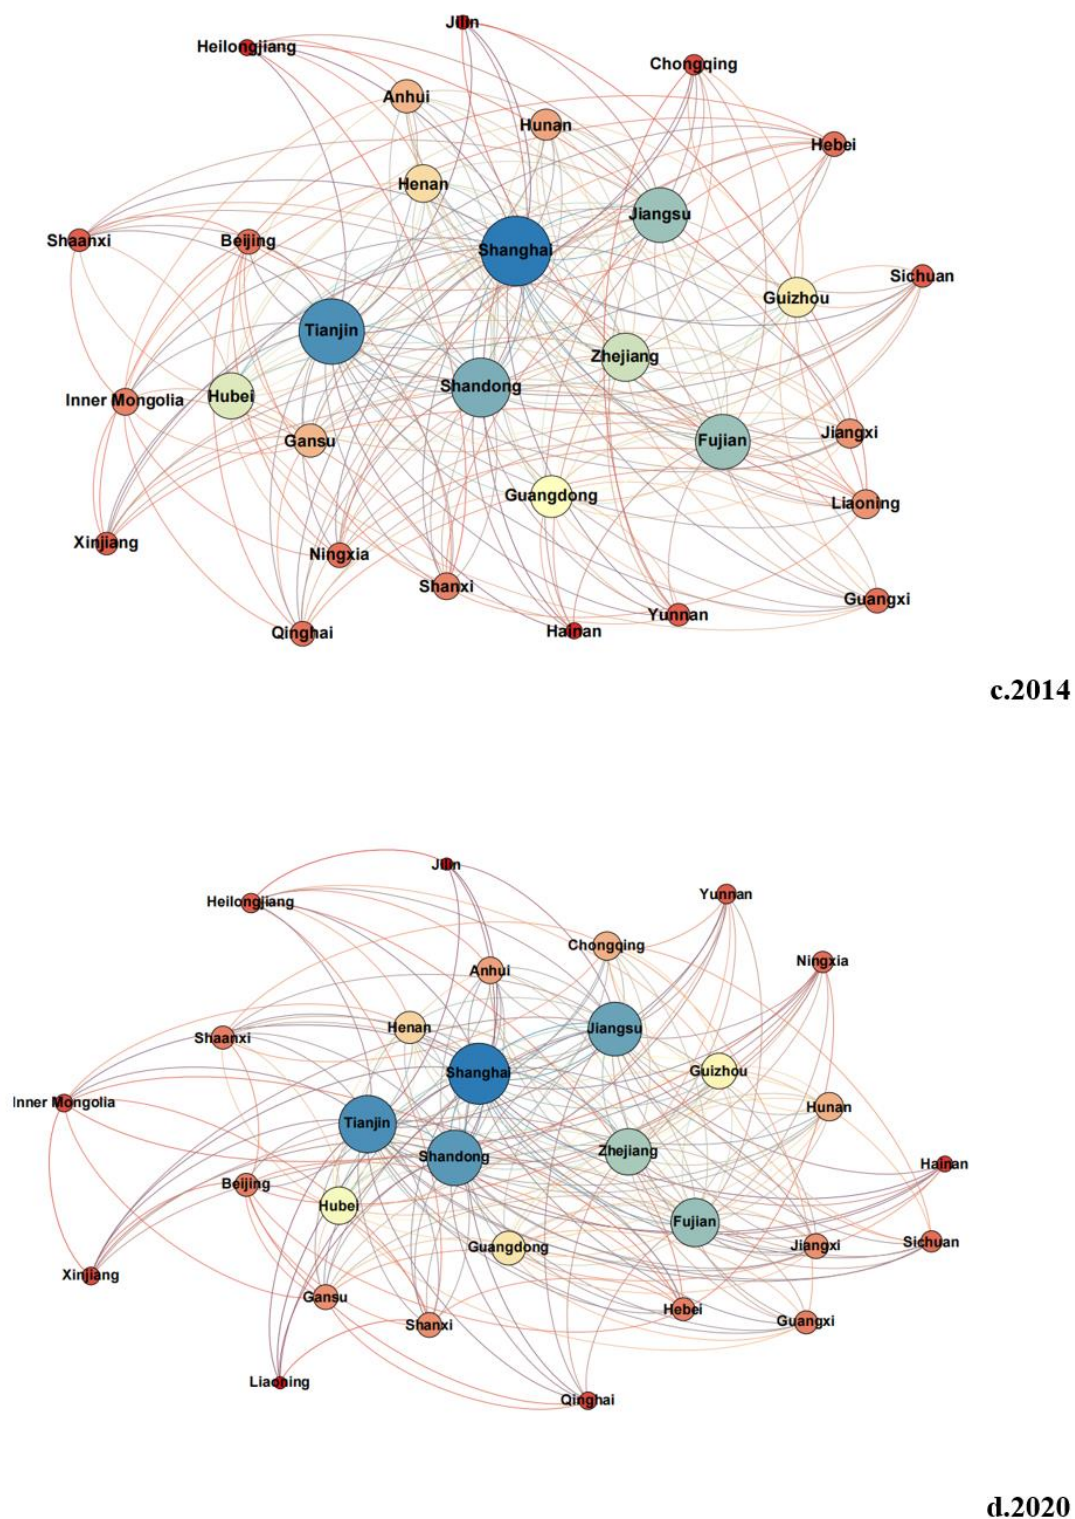 Jilin
Heilongjiang
Chongqing
Anhui
Hunan
Hebei
Henan
Jiangsu
Shaanxi
Beijing
Shanghai
Sichuan
Guizhou
Tianjin
Zhejiang
Shandong
Inner Mongolia
Hubei
Gansu
Fujian
Jiangxi
Guangdong
Liaoning
Xinjiang
Ningxia
Shanxi
Guangxi
Yunnan
Qinghai
Hainan
c.2014
Jilin
Yunnan
Heilongjiang
Chongqing
Anhui
Ningxia
Henan
Jiangsu
Shaanxi
Shanghai
Guizhou
Inner Mongolia
Hunan
Tianjin
Zhejiang
Shandong
Hainan
Beijing
Hubei
Fujian
Guangdong
Jiangxi
Sichuan
Xinjiang
Gansu
Hebei
Shanxi
Guangxi
Liaoning
Qinghai
d.2020